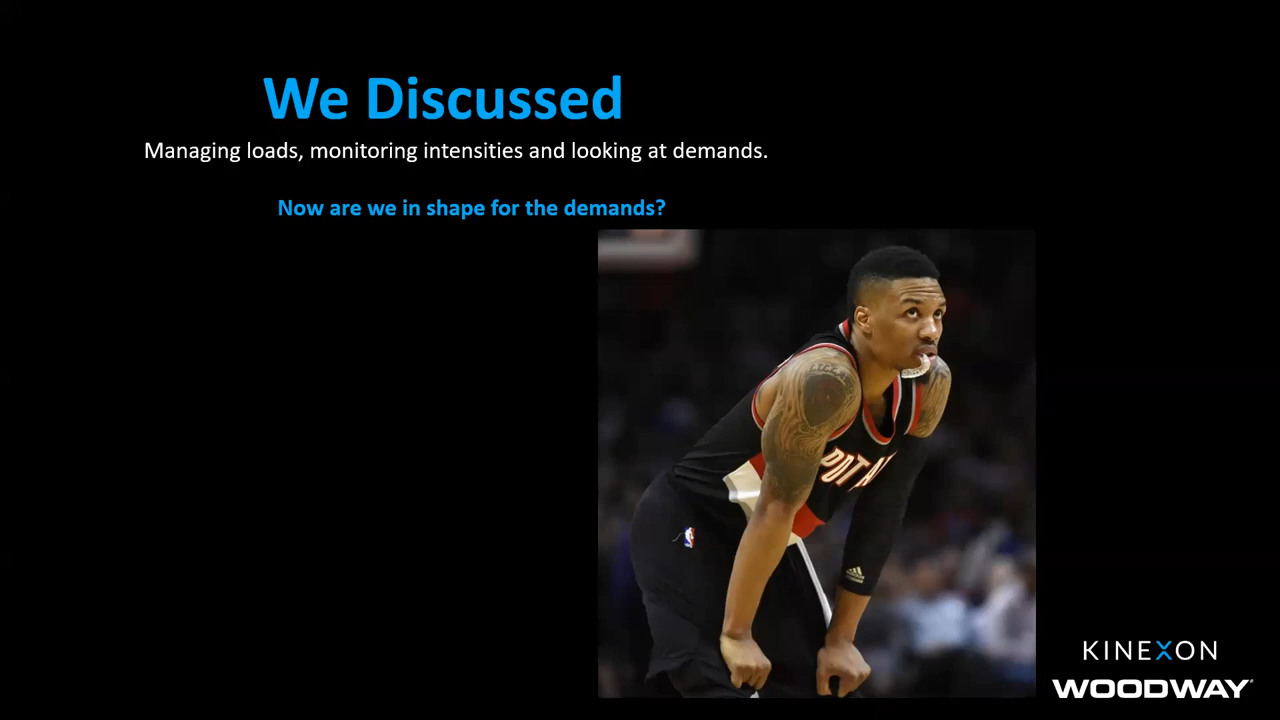 We Discussed
Managing loads, monitoring intensities and looking at demands.
Now are we in shape for the demands?
KINEXON
WOODWAY